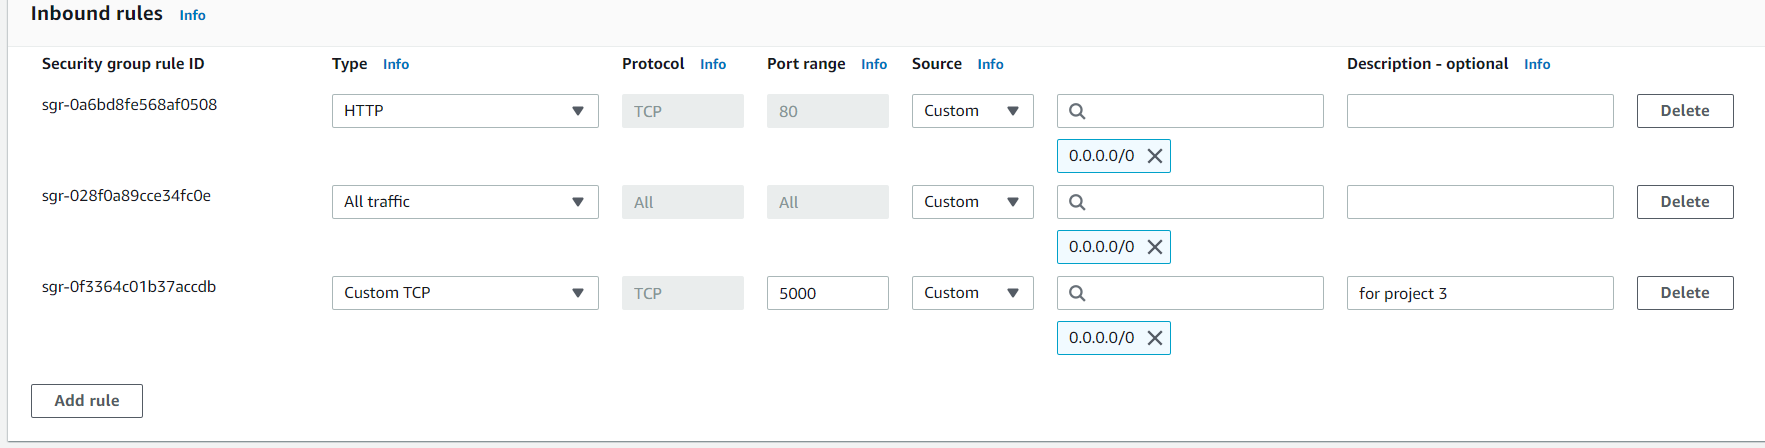 Inbound rules Info
Security group rule ID Type Info Protocol Info Port range Info Source Info Description - optional Info
sgr-0a6bd8fe568af0508 HTTP TCP 80 Custom Delete
0.0.0.0/0
sgr-028f0a89cce34fc0e All traffic All All Custom Delete
0.0.0.0/0
sgr-0f3364c01b37accdb Custom TCP TCP 5000 Custom for project 3 Delete
0.0.0.0/0
Add rule